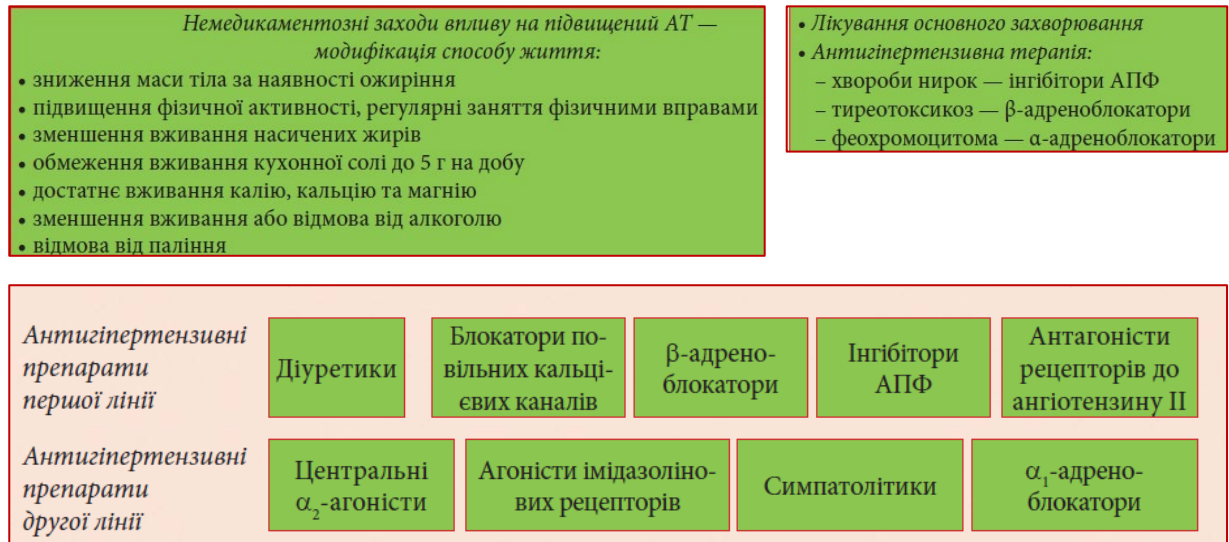 Немедикаментозні заходи впливу на підвищений АТ —
модифікація способу життя:
• зниження маси тіла за наявності ожиріння
• підвищення фізичної активності, регулярні заняття фізичними вправами
• зменшення вживання насичених жирів
• обмеження вживання кухонної солі до 5 г на добу
• достатнє вживання калію, кальцію та магнію
• зменшення вживання або відмова від алкоголю
• відмова від паління
• Лікування основного захворювання
• Антигіпертензивна терапія:
– хвороби нирок — інгібітори АПФ
– тиреотоксикоз — β-адреноблокатори
– феохромоцитома — α-адреноблокатори
Антигіпертензивні
препарати
першої лінії
Діуретики
Блокатори по-
вільних кальці-
євих каналів
β-адрено-
блокатори
Інгібітори
АПФ
Антагоністи
рецепторів до
ангіотензину II
Антигіпертензивні
препарати
другої лінії
Центральні
α₂-агоністи
Агоністи імідазоліно-
вих рецепторів
Симпатолітики
α₁-адрено-
блокатори